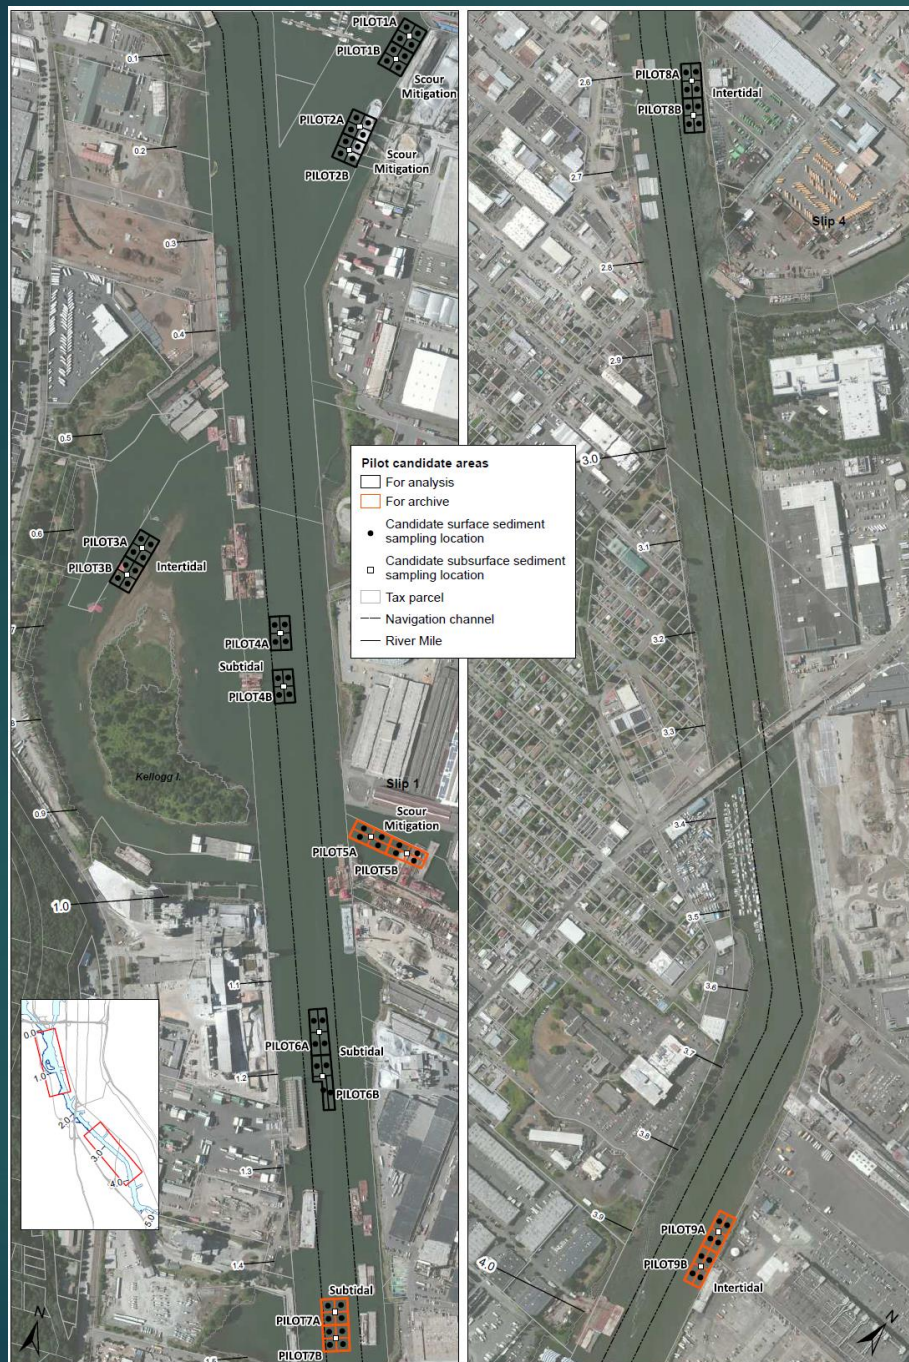 PILOT1A
PILOT1B
Scour
Mitigation
PILOT2A
PILOT2B
Scour
Mitigation
0.1
0.2
0.3
0.4
0.5
0.6
PILOT3A
PILOT3B
Intertidal
7
PILOT4A
Subtidal
PILOT4B
8
Kellogg I.
0.9
Slip 1
Scour
Mitigation
PILOT5A
PILOT5B
1.0
1.1
PILOT6A
Subtidal
1.2
PILOT6B
1.3
1.4
Subtidal
PILOT7A
PILOT7B
1.5
N
0.0
1.0
2.0
3.0
4.0
5.0
Pilot candidate areas
For analysis
For archive
Candidate surface sediment
sampling location
Candidate subsurface sediment
sampling location
Tax parcel
Navigation channel
River Mile
PILOT8A
2.6
Intertidal
PILOT8B
2.7
Slip 4
2.8
2.9
3.0
3.1
3.2
3.3
3.4
3.5
3.6
3.7
3.8
3.9
PILOT9A
PILOT9B
4.0
Intertidal
N